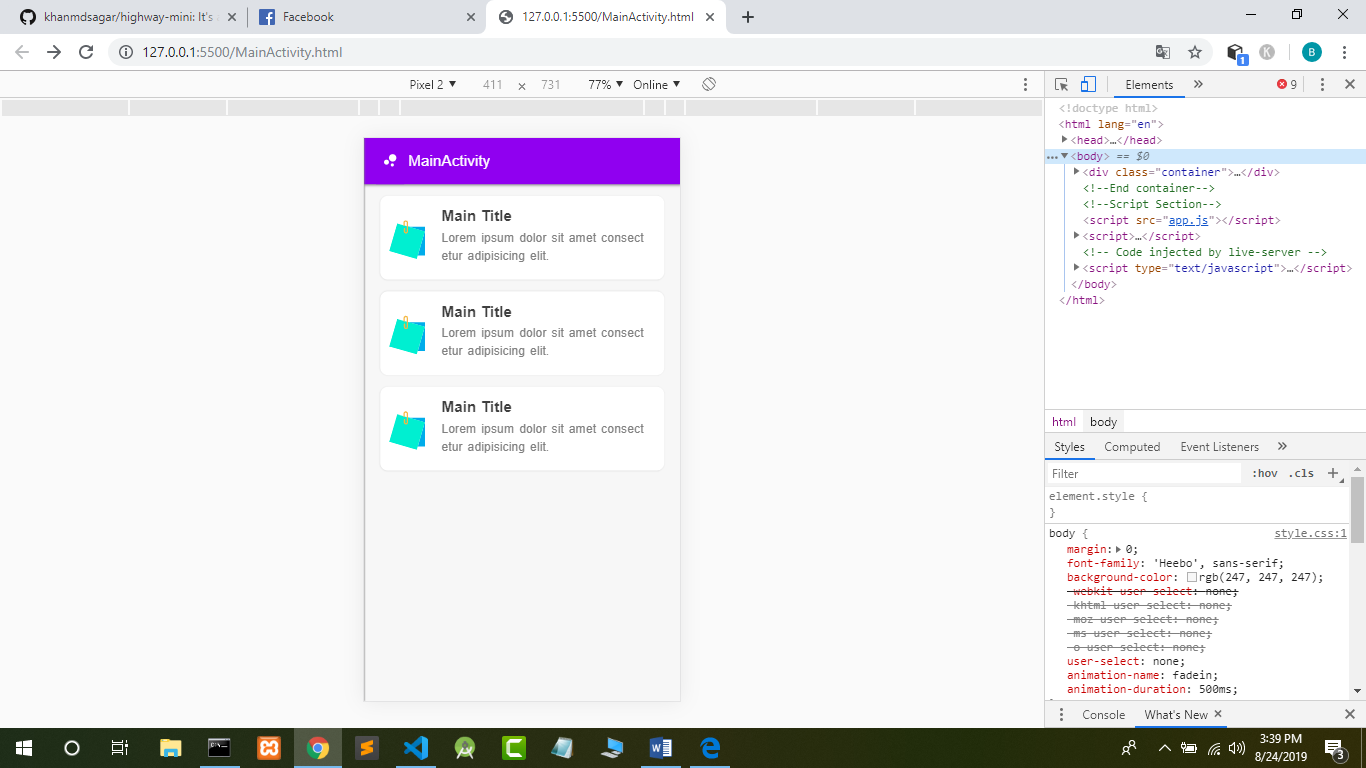 khanmdsagar/highway-mini: It's
Facebook
127.0.0.1:5500/MainActivity.html
127.0.0.1:5500/MainActivity.html
1
K
B
Pixel 2 ▼ 411 × 731 77% ▼ Online ▼
Elements » 9
MainActivity
Main Title
Lorem ipsum dolor sit amet consect
etur adipisicing elit.
Main Title
Lorem ipsum dolor sit amet consect
etur adipisicing elit.
Main Title
Lorem ipsum dolor sit amet consect
etur adipisicing elit.
<!doctype html>
<html lang="en">
<head>…</head>
<body> == $0
<div class="container">…</div>
<!--End container-->
<!--Script Section-->
<script src="app.js"></script>
<script>…</script>
<!-- Code injected by live-server -->
<script type="text/javascript">…</script>
</body>
</html>
html body
Styles Computed Event Listeners »
Filter :hov .cls +
element.style {
}
body { style.css:1
margin: 0;
font-family: 'Heebo', sans-serif;
background-color: rgb(247, 247, 247);
-webkit-user-select: none;
-khtml-user-select: none;
-moz-user-select: none;
-ms-user-select: none;
-o-user-select: none;
user-select: none;
animation-name: fadein;
animation-duration: 500ms;
Console What's New ×
3:39 PM
8/24/2019
3